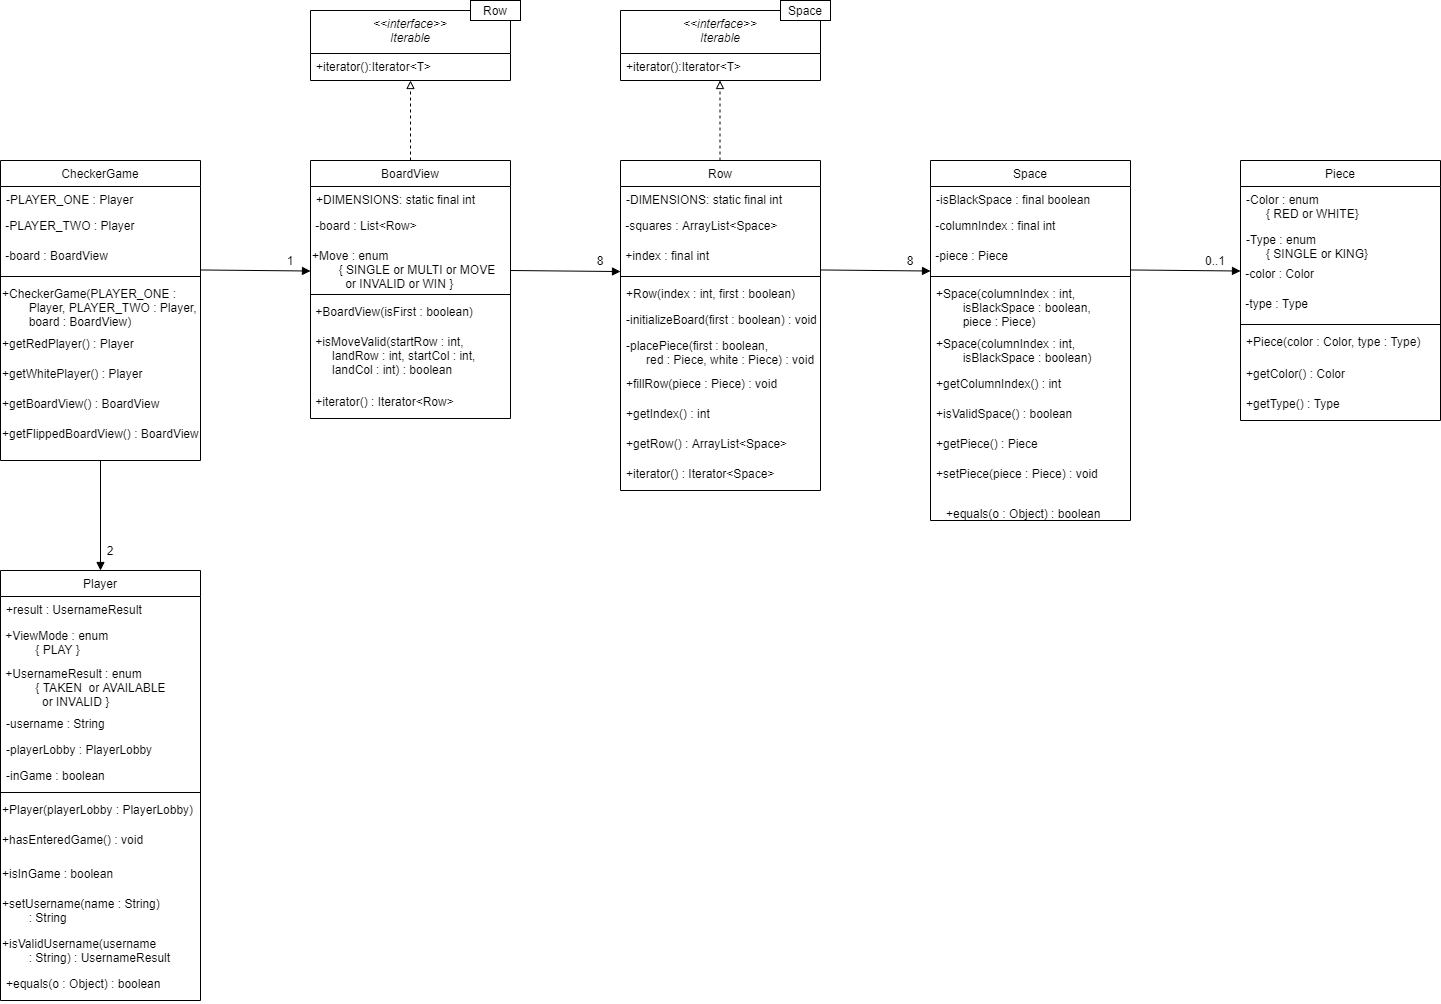 Row
<<interface>>
Iterable
+iterator():Iterator<T>
Space
<<interface>>
Iterable
+iterator():Iterator<T>
CheckerGame
-PLAYER_ONE : Player
-PLAYER_TWO : Player
-board : BoardView
+CheckerGame(PLAYER_ONE :
Player, PLAYER_TWO : Player,
board : BoardView)
+getRedPlayer() : Player
+getWhitePlayer() : Player
+getBoardView() : BoardView
+getFlippedBoardView() : BoardView
1
BoardView
+DIMENSIONS: static final int
-board : List<Row>
+Move : enum
{ SINGLE or MULTI or MOVE
or INVALID or WIN }
+BoardView(isFirst : boolean)
+isMoveValid(startRow : int,
landRow : int, startCol : int,
landCol : int) : boolean
+iterator() : Iterator<Row>
8
Row
-DIMENSIONS: static final int
-squares : ArrayList<Space>
+index : final int
+Row(index : int, first : boolean)
-initializeBoard(first : boolean) : void
-placePiece(first : boolean,
red : Piece, white : Piece) : void
+fillRow(piece : Piece) : void
+getIndex() : int
+getRow() : ArrayList<Space>
+iterator() : Iterator<Space>
8
Space
-isBlackSpace : final boolean
-columnIndex : final int
-piece : Piece
+Space(columnIndex : int,
isBlackSpace : boolean,
piece : Piece)
+Space(columnIndex : int,
isBlackSpace : boolean)
+getColumnIndex() : int
+isValidSpace() : boolean
+getPiece() : Piece
+setPiece(piece : Piece) : void
+equals(o : Object) : boolean
0..1
Piece
-Color : enum
{ RED or WHITE}
-Type : enum
{ SINGLE or KING}
-color : Color
-type : Type
+Piece(color : Color, type : Type)
+getColor() : Color
+getType() : Type
2
Player
+result : UsernameResult
+ViewMode : enum
{ PLAY }
+UsernameResult : enum
{ TAKEN  or AVAILABLE
or INVALID }
-username : String
-playerLobby : PlayerLobby
-inGame : boolean
+Player(playerLobby : PlayerLobby)
+hasEnteredGame() : void
+isInGame : boolean
+setUsername(name : String)
: String
+isValidUsername(username
: String) : UsernameResult
+equals(o : Object) : boolean